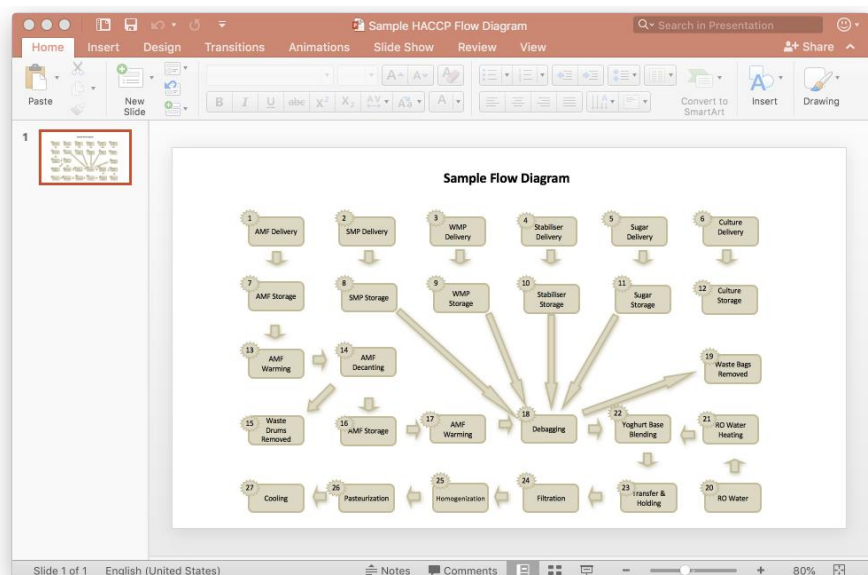 Sample HACCP Flow Diagram
Search in Presentation
Home Insert Design Transitions Animations Slide Show Review View Share
Paste
New
Slide
B I U abc X² X₂ A
Convert to
SmartArt
Insert
Drawing
1
Sample Flow Diagram
1 AMF Delivery
2 SMP Delivery
3 WMP
Delivery
4 Stabiliser
Delivery
5 Sugar
Delivery
6 Culture
Delivery
7 AMF Storage
8 SMP Storage
9 WMP
Storage
10 Stabiliser
Storage
11 Sugar
Storage
12 Culture
Storage
13 AMF
Warming
14 AMF
Decanting
19 Waste Bags
Removed
15 Waste
Drums
Removed
16 AMF Storage
17 AMF
Warming
18 Debagging
22 Yoghurt Base
Blending
21 RO Water
Heating
27 Cooling
26 Pasteurization
25 Homogenization
24 Filtration
23 Transfer &
Holding
20 RO Water
Slide 1 of 1 English (United States) Notes Comments 80%